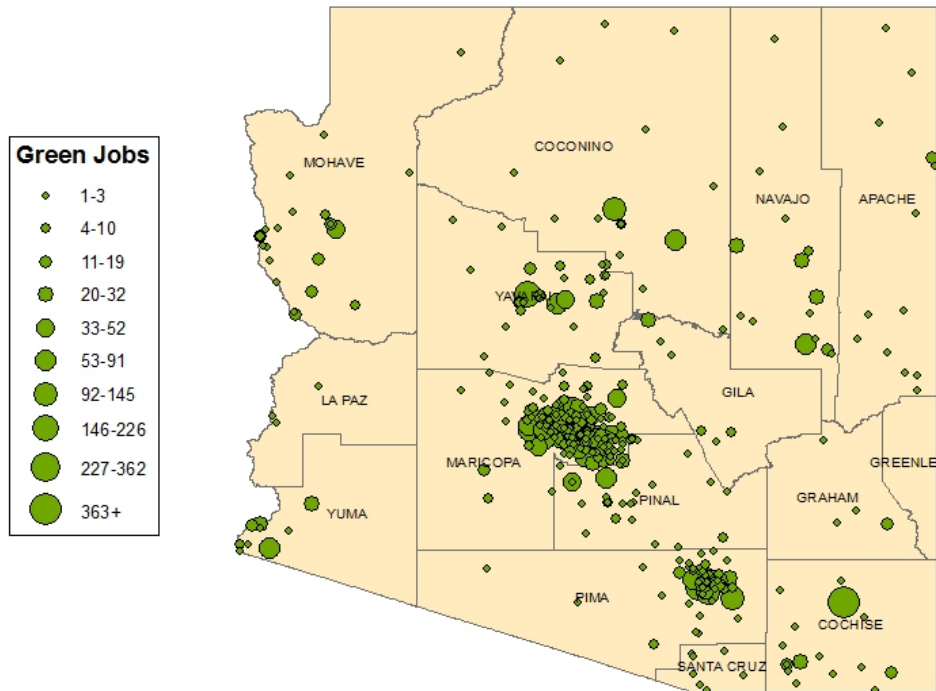 Green Jobs
1-3
4-10
11-19
20-32
33-52
53-91
92-145
146-226
227-362
363+
MOHAVE
COCONINO
NAVAJO
APACHE
YAVAPAI
LA PAZ
GILA
MARICOPA
GREENLE
PINAL
GRAHAM
YUMA
PIMA
COCHISE
SANTA CRUZ